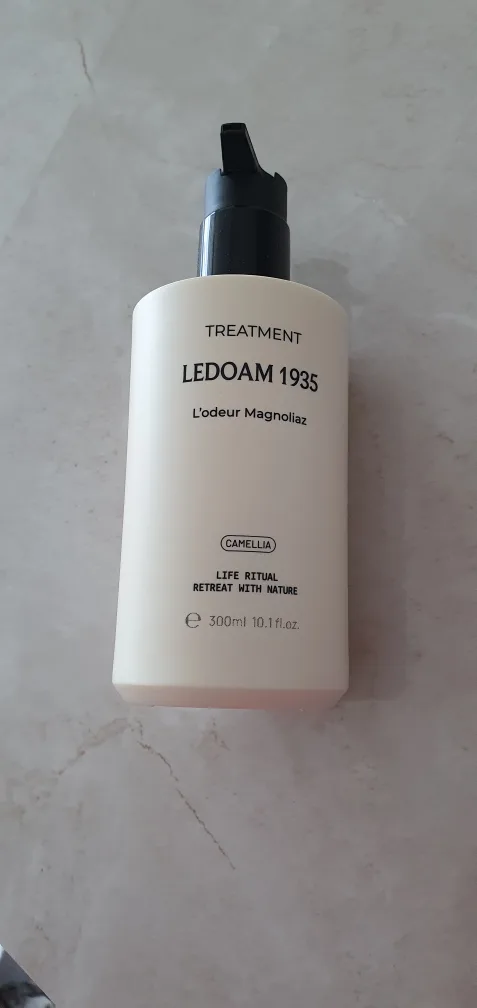 TREATMENT
LEDOAM 1935
L'odeur Magnoliaz
CAMELLIA
LIFE RITUAL
RETREAT WITH NATURE
℮ 300ml 10.1 fl.oz.